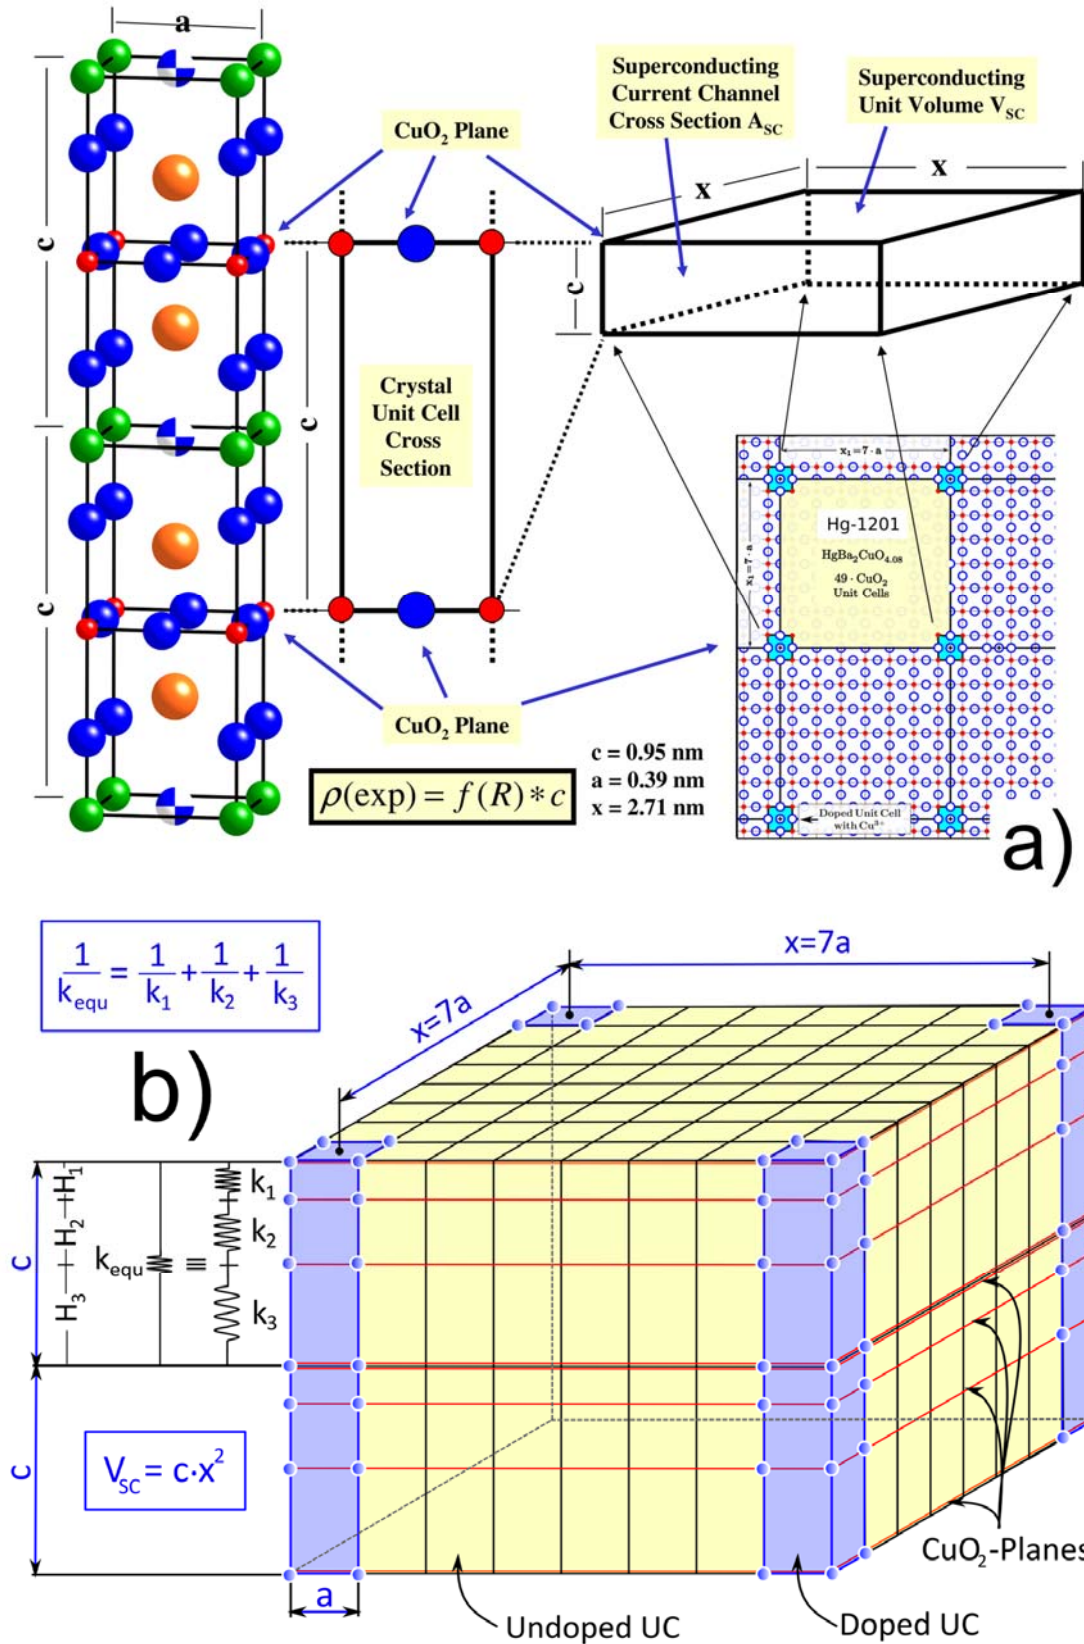 a
c
c
c
CuO₂ Plane
Superconducting
Current Channel
Cross Section A_SC
Superconducting
Unit Volume V_SC
x
x
c
c
Crystal
Unit Cell
Cross
Section
CuO₂ Plane
ρ(exp) = f(R) * c
c = 0.95 nm
a = 0.39 nm
x = 2.71 nm
x₁=7·a
x₁=7·a
Hg-1201
HgBa₂CuO₄.₀₈
49·CuO₂
Unit Cells
Doped Unit Cell
with Cu³⁺
a)
1/k_equ = 1/k₁ + 1/k₂ + 1/k₃
b)
x=7a
x=7a
c
H₁
H₂
H₃
k_equ
≡
k₁
k₂
k₃
c
V_SC = c·x²
a
Undoped UC
Doped UC
CuO₂-Planes